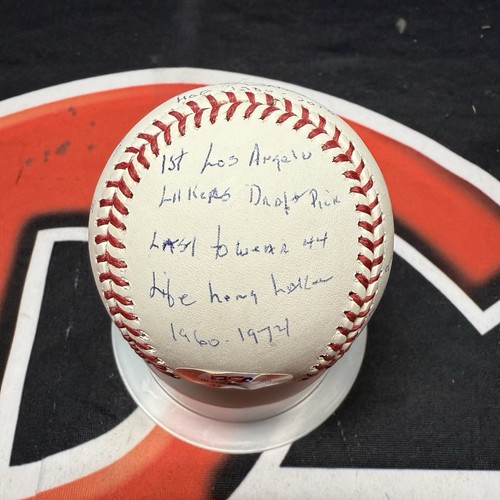 1st Los Angeles
Lakers Draft Pick
Last to wear 44
Life Long Laker
1960-1974